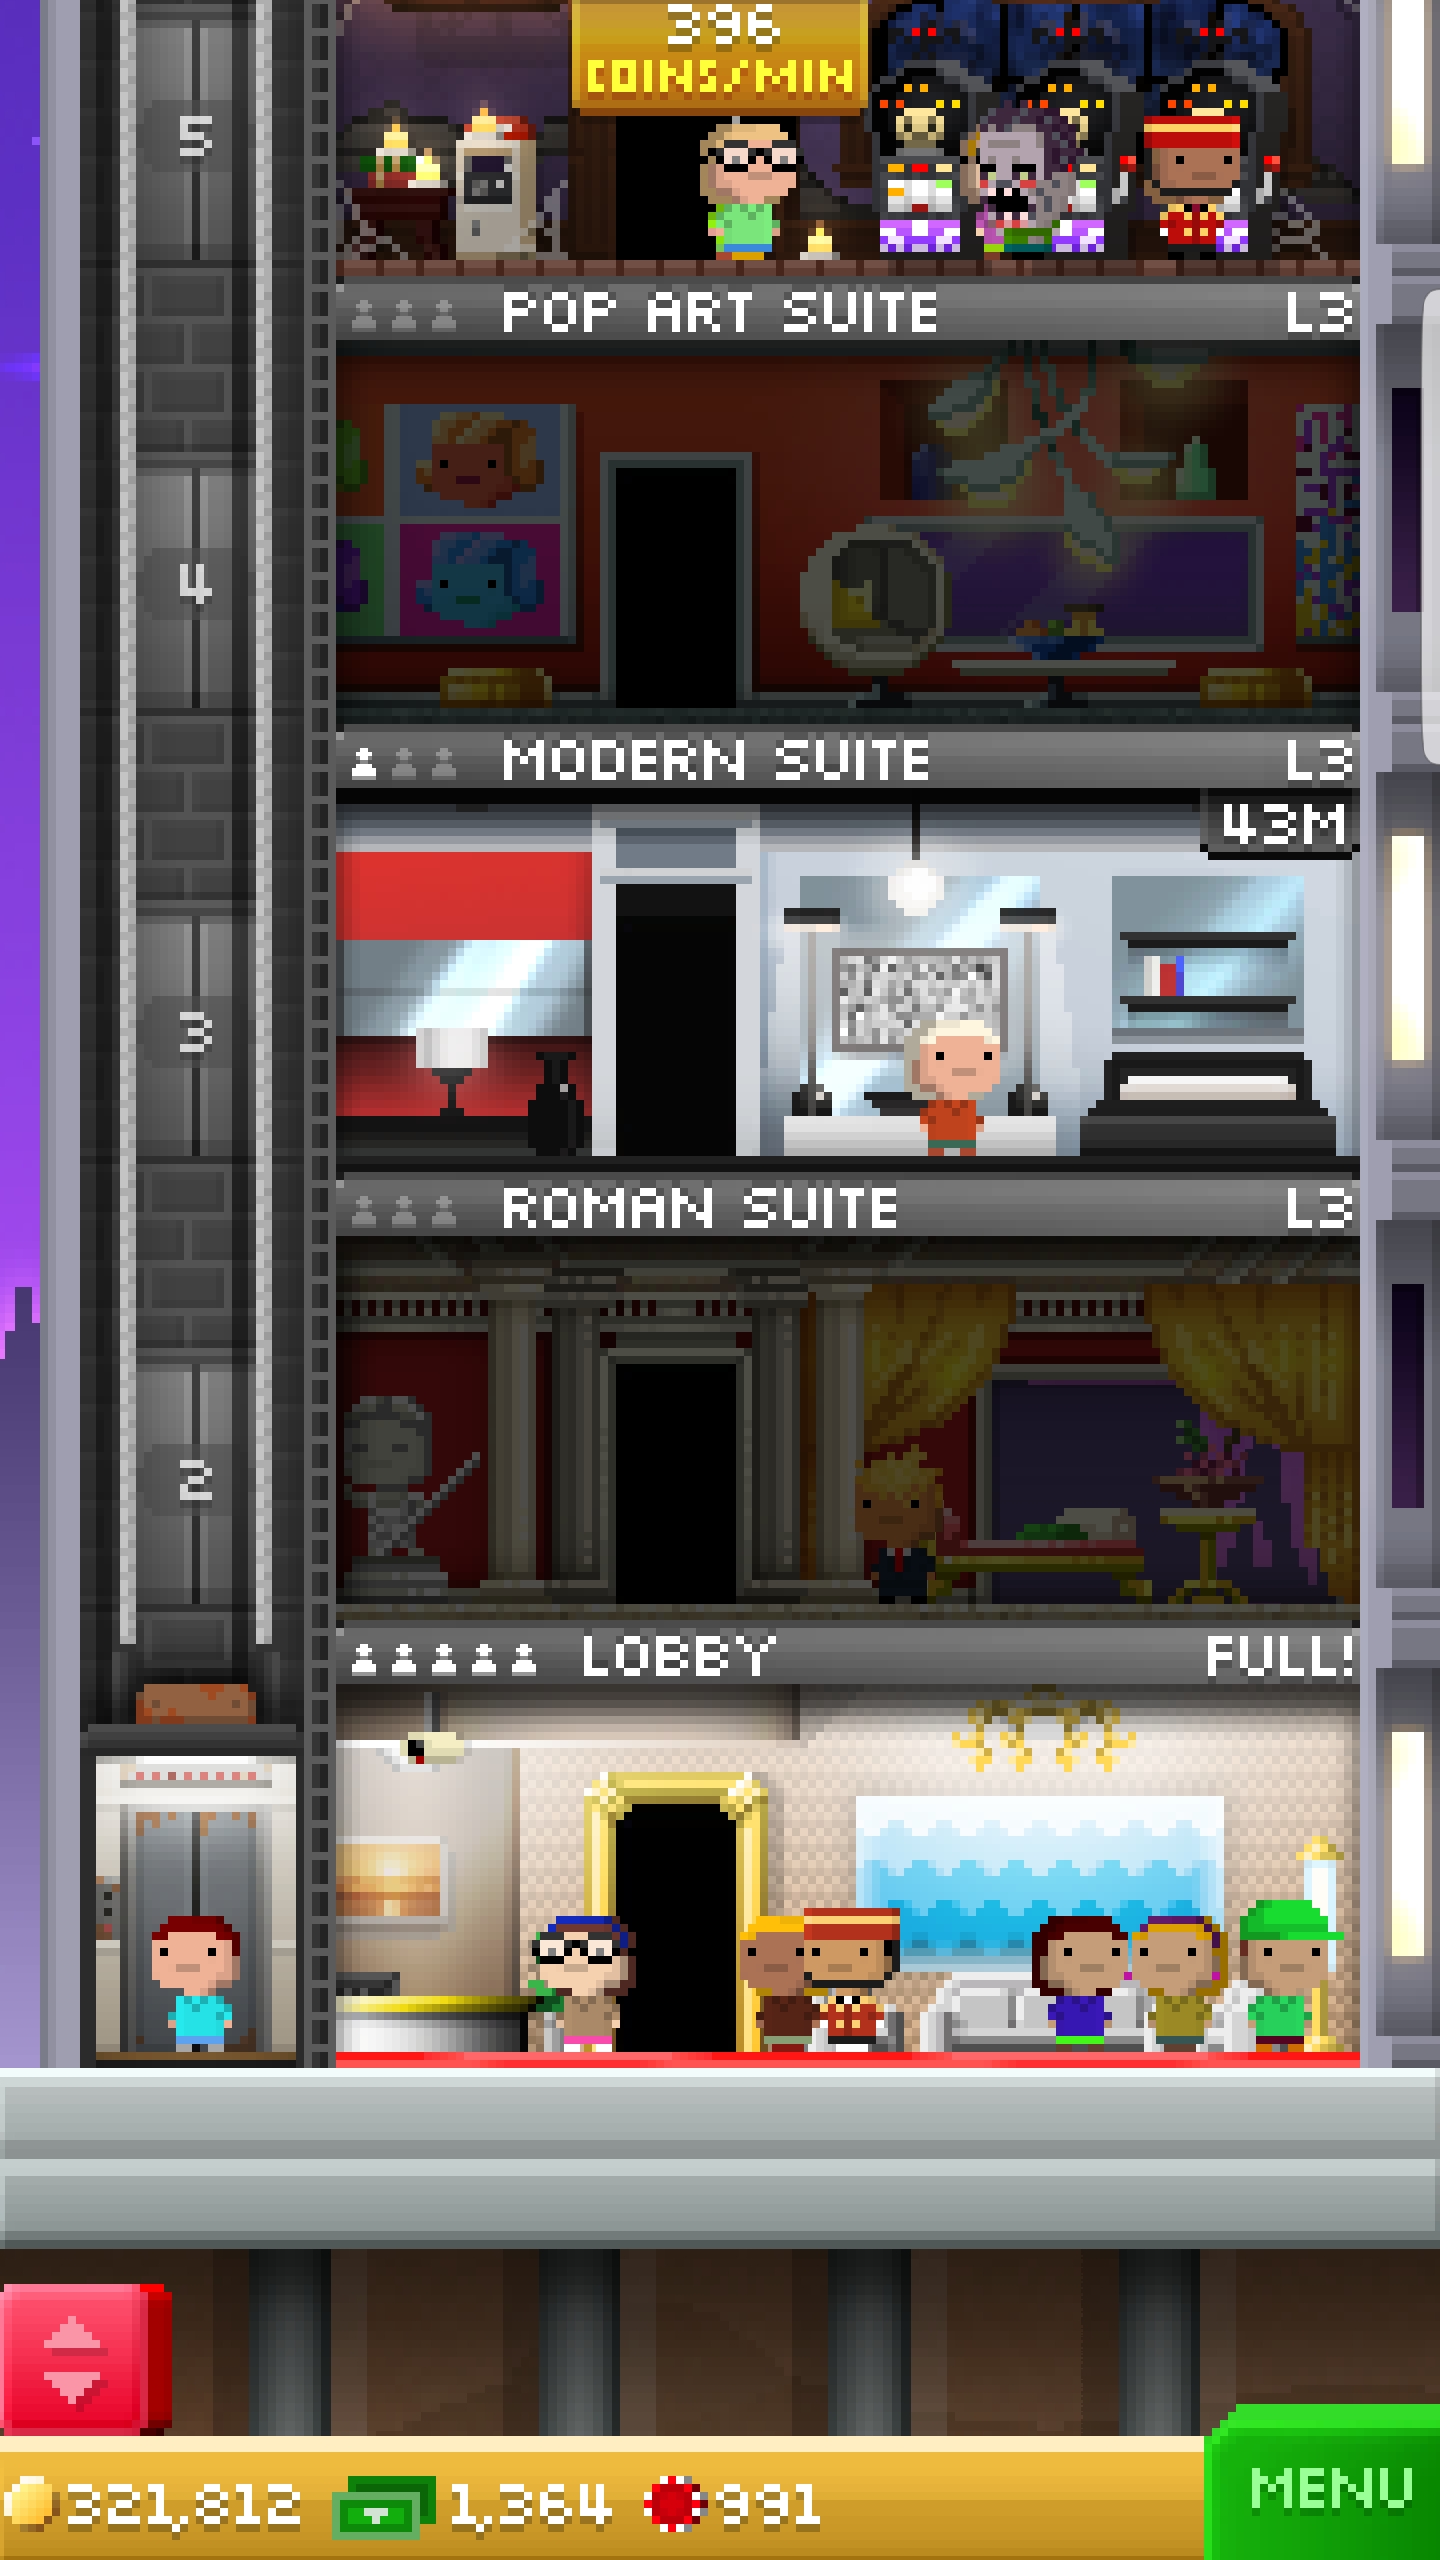 396
COINS/MIN
5
POP ART SUITE L3
4
MODERN SUITE L3
43M
3
ROMAN SUITE L3
2
LOBBY FULL!
321,812 1,364 991
MENU